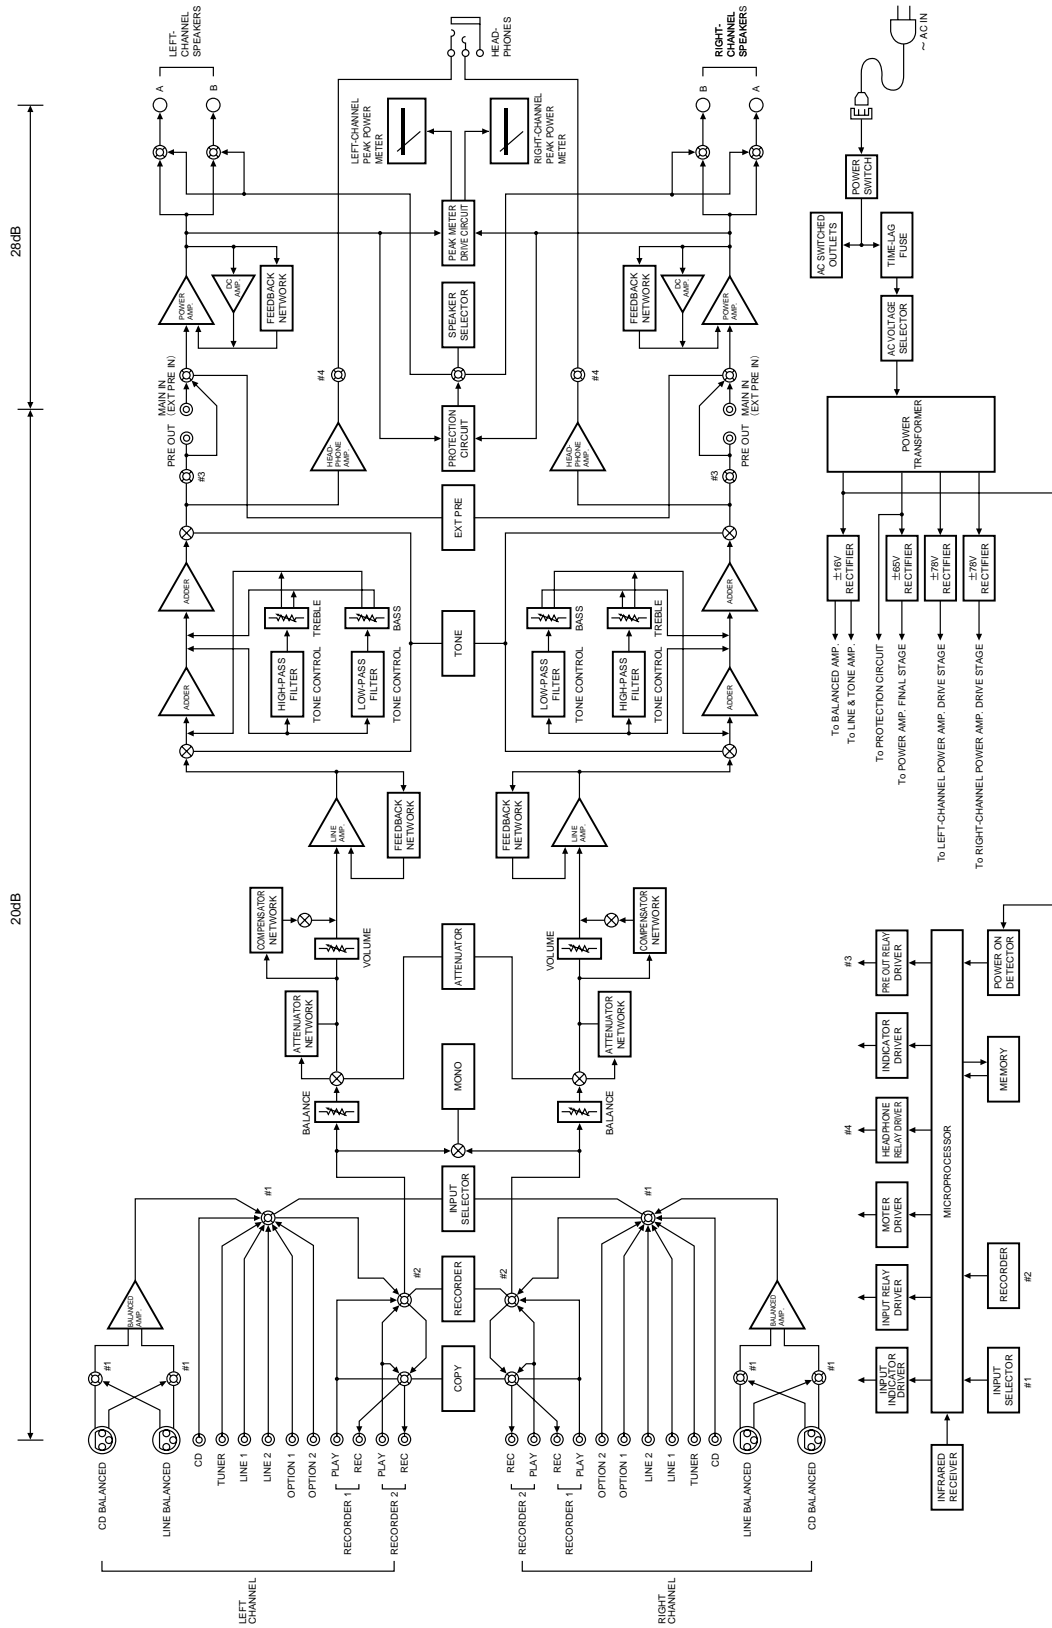 20dB
28dB
LEFT
CHANNEL
CD BALANCED
LINE BALANCED
CD
TUNER
LINE 1
LINE 2
OPTION 1
OPTION 2
PLAY
REC
PLAY
REC
RECORDER 1
RECORDER 2
#1
#1
BALANCED
AMP.
#1
#2
COPY
RECORDER
INPUT
SELECTOR
MONO
BALANCE
ATTENUATOR
NETWORK
ATTENUATOR
COMPENSATOR
NETWORK
VOLUME
LINE
AMP.
FEEDBACK
NETWORK
ADDER
ADDER
HIGH-PASS
FILTER
TONE CONTROL TREBLE
LOW-PASS
FILTER
TONE CONTROL BASS
TONE
EXT PRE
#3
PRE OUT
MAIN IN
(EXT PRE IN)
HEAD-
PHONE
AMP.
#4
PROTECTION
CIRCUIT
SPEAKER
SELECTOR
PEAK METER
DRIVE CIRCUIT
POWER
AMP.
DC
AMP.
FEEDBACK
NETWORK
LEFT-CHANNEL
PEAK POWER
METER
A
B
LEFT-
CHANNEL
SPEAKERS
HEAD-
PHONES
RIGHT
CHANNEL
REC
PLAY
REC
PLAY
RECORDER 2
RECORDER 1
OPTION 2
OPTION 1
LINE 2
LINE 1
TUNER
CD
LINE BALANCED
CD BALANCED
#1
#1
BALANCED
AMP.
#2
#1
BALANCE
ATTENUATOR
NETWORK
VOLUME
COMPENSATOR
NETWORK
LINE
AMP.
FEEDBACK
NETWORK
ADDER
ADDER
LOW-PASS
FILTER
TONE CONTROL BASS
HIGH-PASS
FILTER
TONE CONTROL TREBLE
#3
PRE OUT
MAIN IN
(EXT PRE IN)
HEAD-
PHONE
AMP.
#4
FEEDBACK
NETWORK
DC
AMP.
POWER
AMP.
RIGHT-CHANNEL
PEAK POWER
METER
B
A
RIGHT-
CHANNEL
SPEAKERS
~ AC IN
POWER
SWITCH
AC SWITCHED
OUTLETS
TIME-LAG
FUSE
AC VOLTAGE
SELECTOR
POWER
TRANSFORMER
±16V
RECTIFIER
±65V
RECTIFIER
±78V
RECTIFIER
±78V
RECTIFIER
To BALANCED AMP.
To LINE & TONE AMP.
To PROTECTION CIRCUIT
To POWER AMP. FINAL STAGE
To LEFT-CHANNEL POWER AMP. DRIVE STAGE
To RIGHT-CHANNEL POWER AMP. DRIVE STAGE
INPUT
INDICATOR
DRIVER
INPUT RELAY
DRIVER
MOTER
DRIVER
#4
HEADPHONE
RELAY DRIVER
INDICATOR
DRIVER
#3
PRE OUT RELAY
DRIVER
INFRARED
RECEIVER
MICROPROCESSOR
INPUT
SELECTOR
#1
RECORDER
#2
MEMORY
POWER ON
DETECTOR